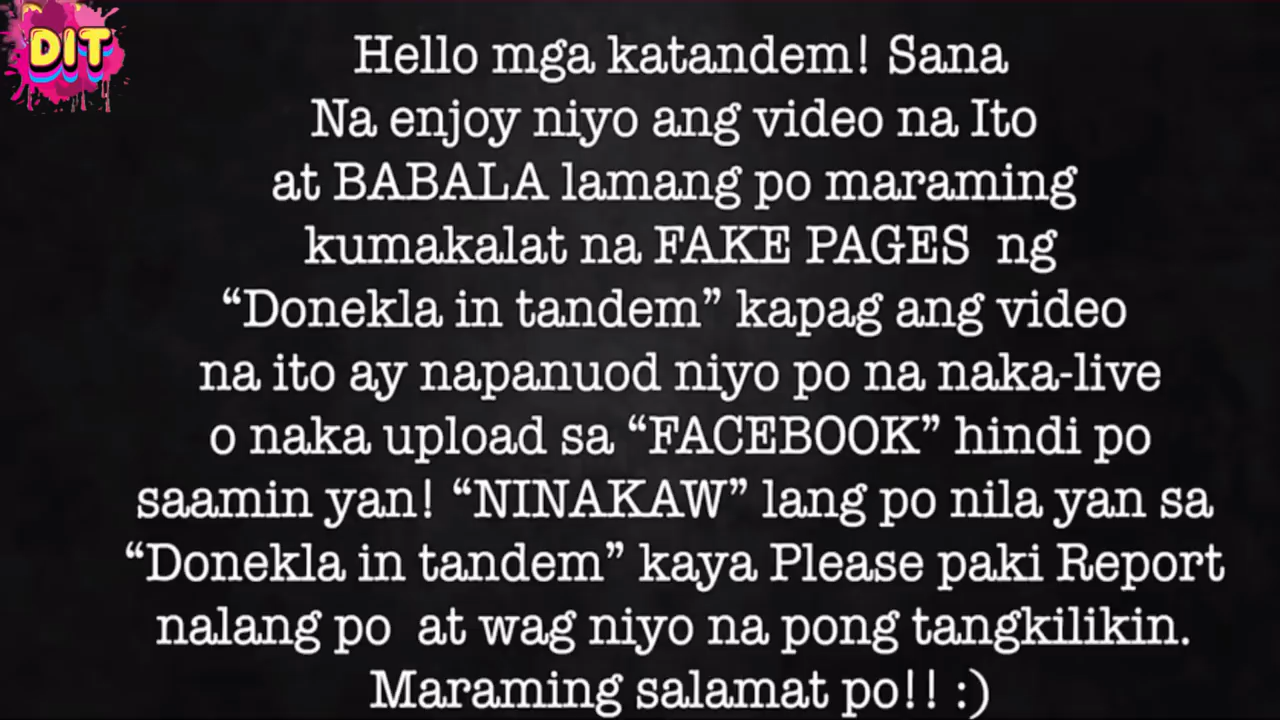 DIT
Hello mga katandem! Sana
Na enjoy niyo ang video na Ito
at BABALA lamang po maraming
kumakalat na FAKE PAGES  ng
“Donekla in tandem” kapag ang video
na ito ay napanuod niyo po na naka-live
o naka upload sa “FACEBOOK” hindi po
saamin yan! “NINAKAW” lang po nila yan sa
“Donekla in tandem” kaya Please paki Report
nalang po  at wag niyo na pong tangkilikin.
Maraming salamat po!! :)